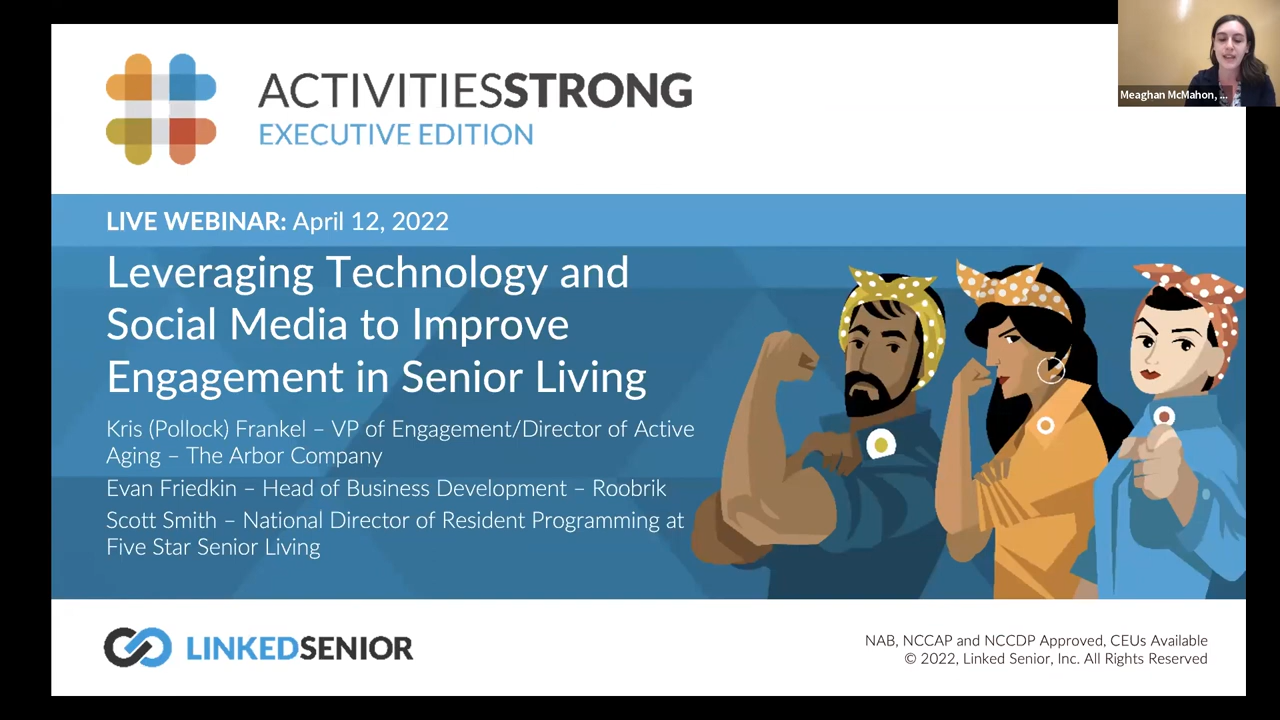 ACTIVITIESSTRONG
EXECUTIVE EDITION
Meaghan McMahon, ...
LIVE WEBINAR: April 12, 2022
Leveraging Technology and
Social Media to Improve
Engagement in Senior Living
Kris (Pollock) Frankel – VP of Engagement/Director of Active
Aging – The Arbor Company
Evan Friedkin – Head of Business Development – Roobrik
Scott Smith – National Director of Resident Programming at
Five Star Senior Living
LINKEDSENIOR
NAB, NCCAP and NCCDP Approved, CEUs Available
© 2022, Linked Senior, Inc. All Rights Reserved